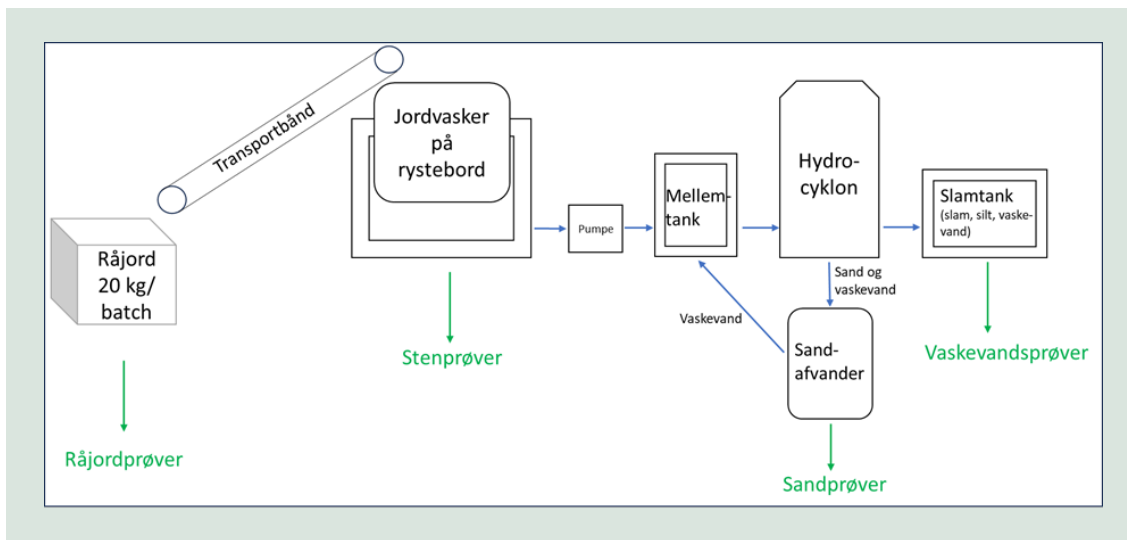 Transportbånd
Jordvasker
på
rystebord
Råjord
20 kg/
batch
Pumpe
Mellem-
tank
Hydro-
cyklon
Slamtank
(slam, silt, vaske-
vand)
Sand og
vaskevand
Vaskevand
Sand-
afvander
Stenprøver
Vaskevandsprøver
Råjordprøver
Sandprøver